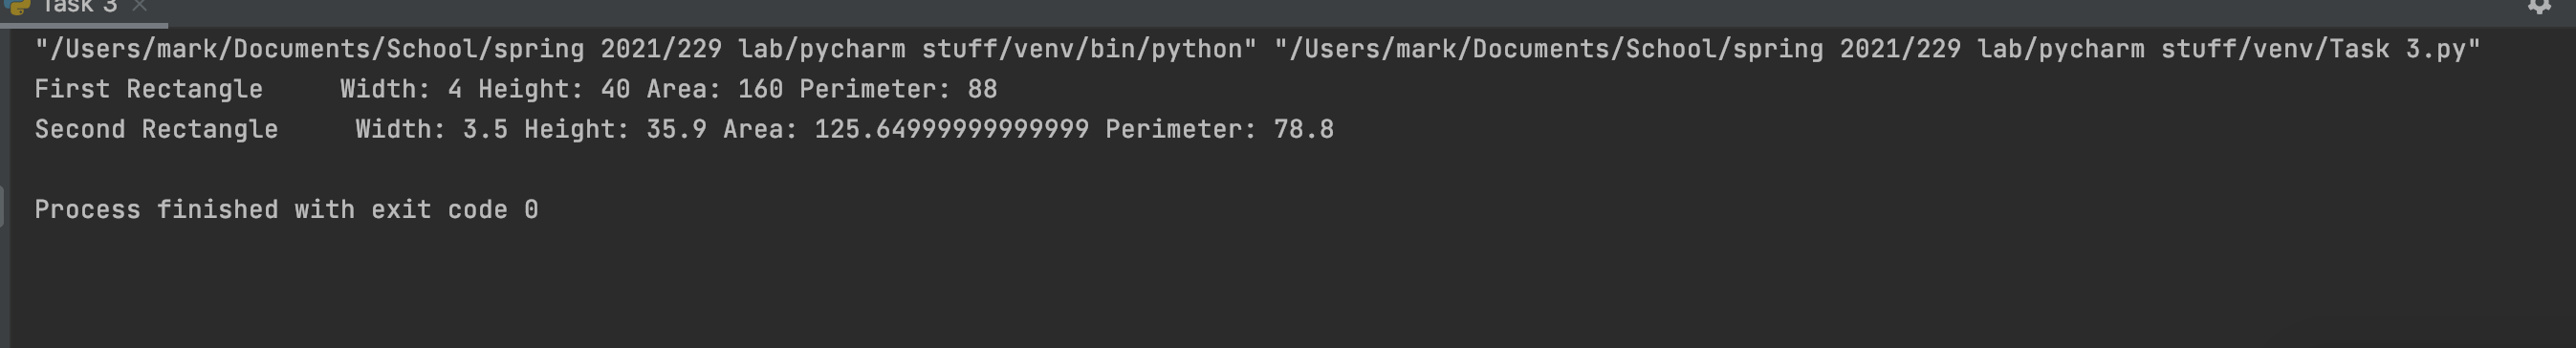 Task 3
"/Users/mark/Documents/School/spring 2021/229 lab/pycharm stuff/venv/bin/python" "/Users/mark/Documents/School/spring 2021/229 lab/pycharm stuff/venv/Task 3.py"
First Rectangle     Width: 4 Height: 40 Area: 160 Perimeter: 88
Second Rectangle     Width: 3.5 Height: 35.9 Area: 125.64999999999999 Perimeter: 78.8
Process finished with exit code 0